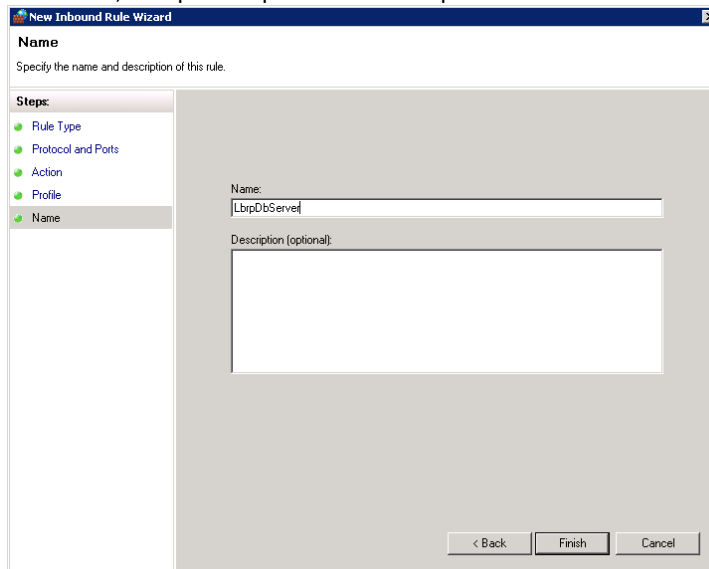 New Inbound Rule Wizard
Name
Specify the name and description of this rule.
Steps:
Rule Type
Protocol and Ports
Action
Profile
Name
Name:
LbrpDbServer
Description (optional):
< Back Finish Cancel